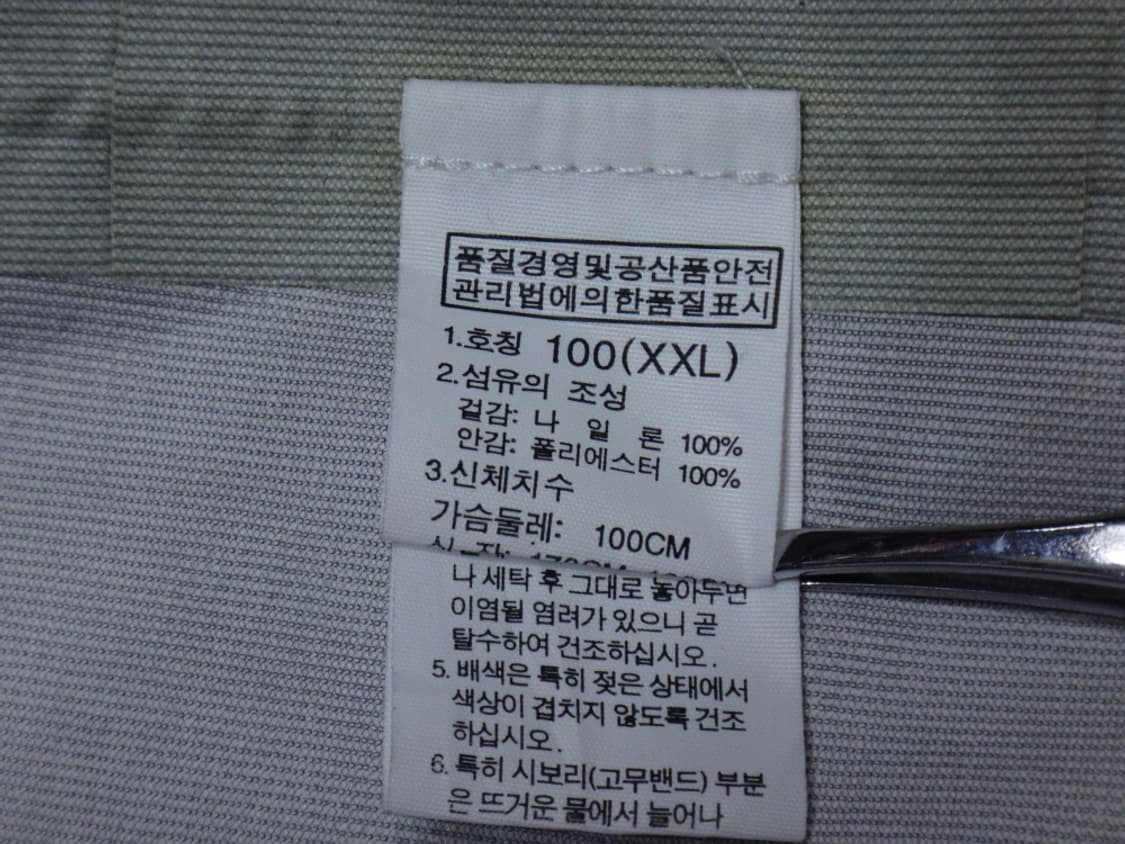 품질경영및공산품안전
관리법에의한품질표시
1.호칭 100(XXL)
2.섬유의 조성
겉감: 나 일 론 100%
안감: 폴리에스터 100%
3.신체치수
가슴둘레: 100CM
나 세탁 후 그대로 놓아두면
이염될 염려가 있으니 곧
탈수하여 건조하십시오.
5. 배색은 특히 젖은 상태에서
색상이 겹치지 않도록 건조
하십시오.
6. 특히 시보리(고무밴드) 부분
은 뜨거운 물에서 늘어나